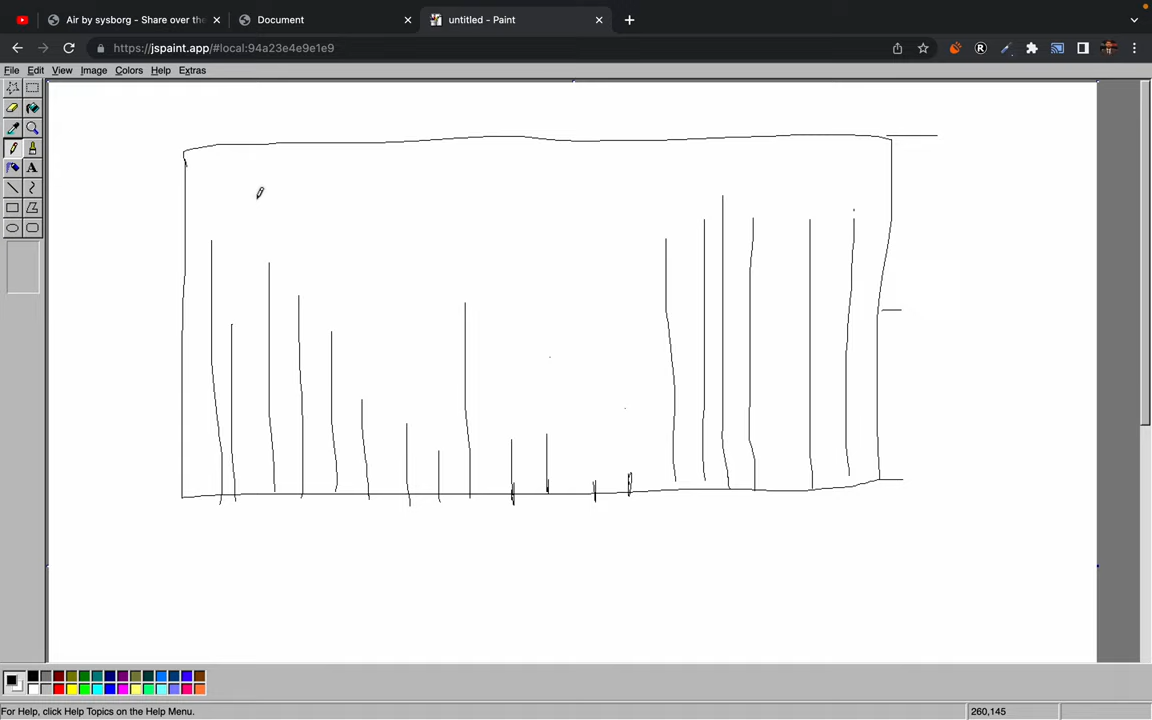 Air by sysborg - Share over the
Document
untitled - Paint
https://jspaint.app/#local:94a23e4e9e1e9
File Edit View Image Colors Help Extras
For Help, click Help Topics on the Help Menu.
260,145